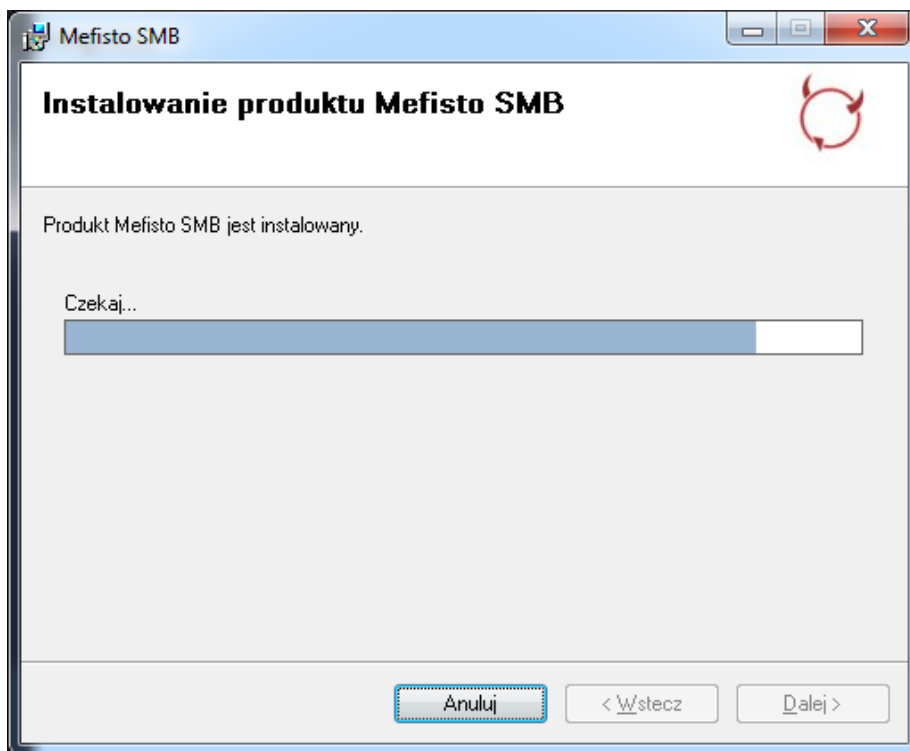 Mefisto SMB
Instalowanie produktu Mefisto SMB
Produkt Mefisto SMB jest instalowany.
Czekaj...
Anuluj
< Wstecz
Dalej >